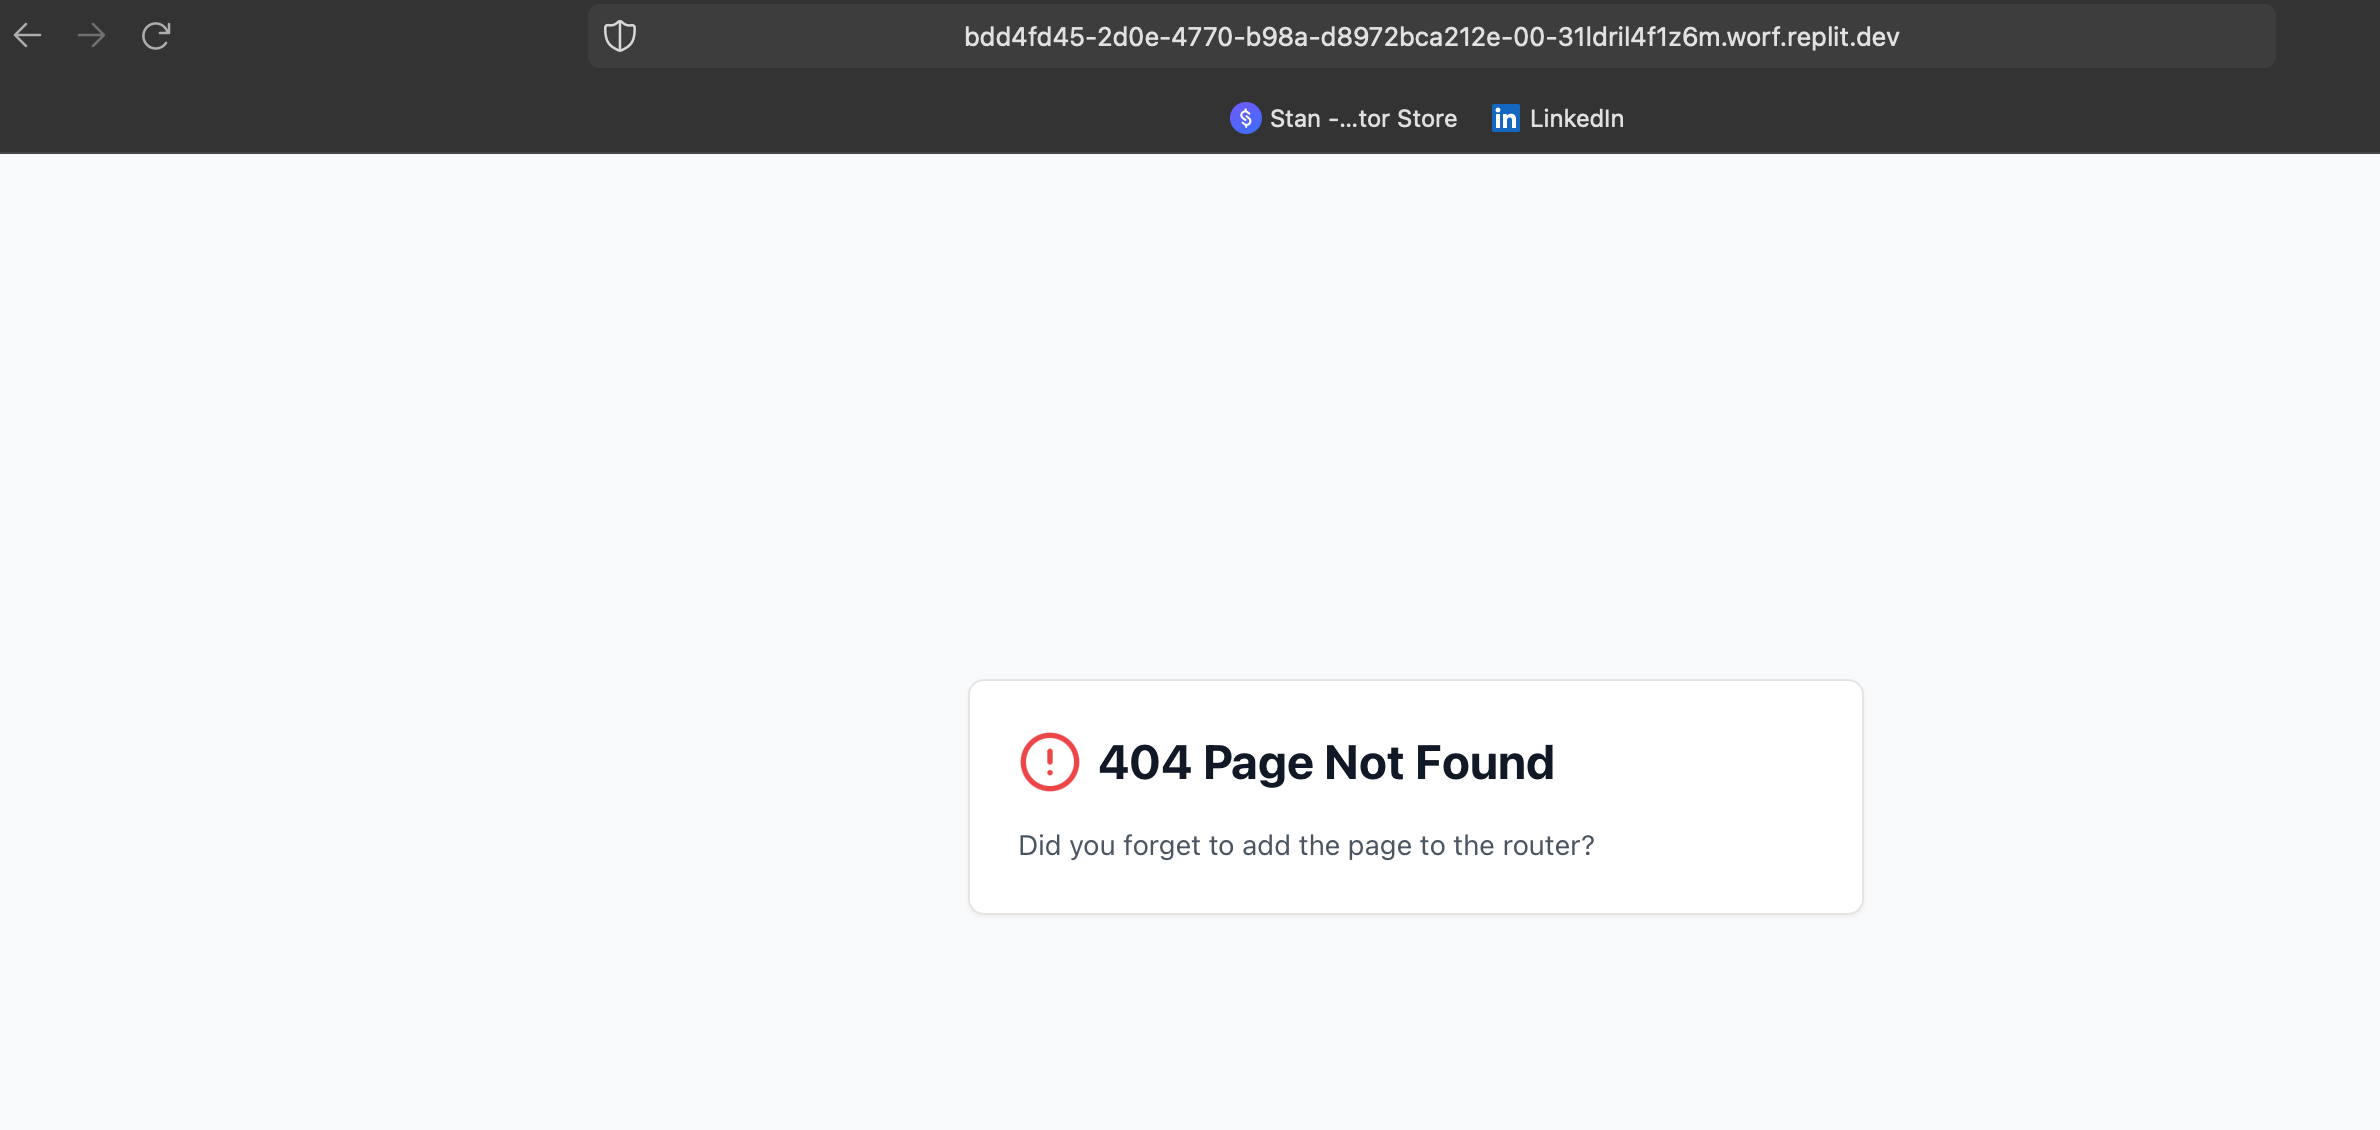 bdd4fd45-2d0e-4770-b98a-d8972bca212e-00-31ldril4f1z6m.worf.replit.dev
$ Stan -...tor Store in LinkedIn
404 Page Not Found
Did you forget to add the page to the router?